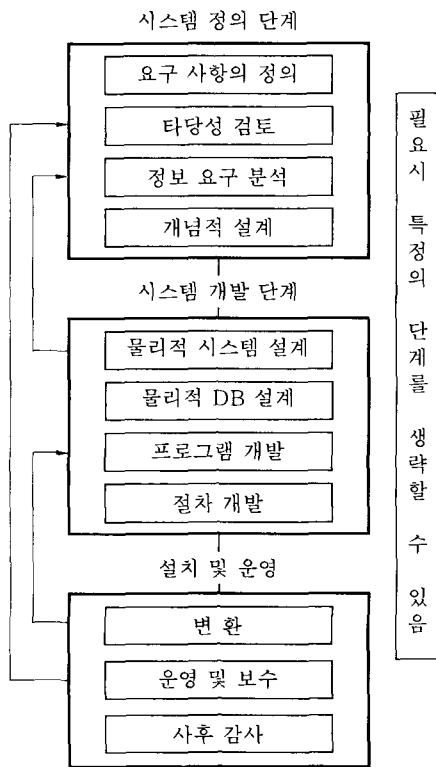 시스템 정의 단계
요구 사항의 정의
타당성 검토
정보 요구 분석
개념적 설계
시스템 개발 단계
물리적 시스템 설계
물리적 DB 설계
프로그램 개발
절차 개발
설치 및 운영
변 환
운영 및 보수
사후 감사
필요시 특정의 단계를 생략할 수 있음